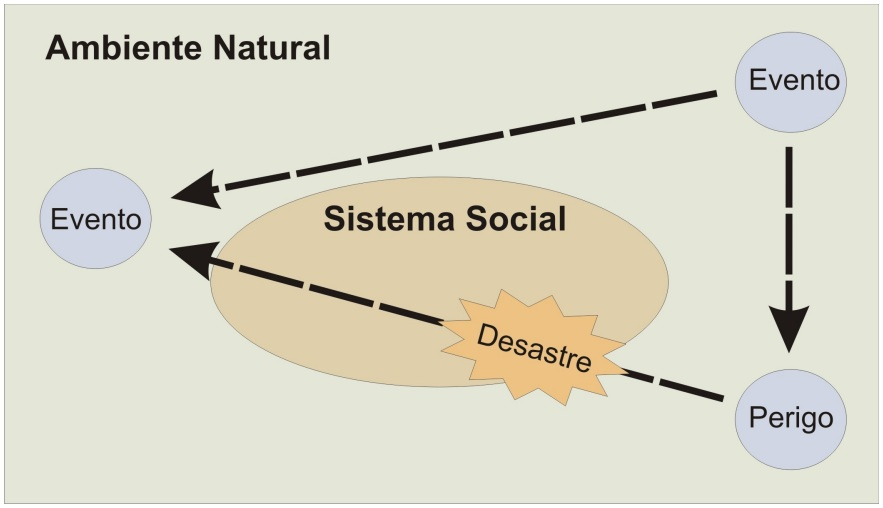 Ambiente Natural
Evento
Evento
Sistema Social
Desastre
Perigo